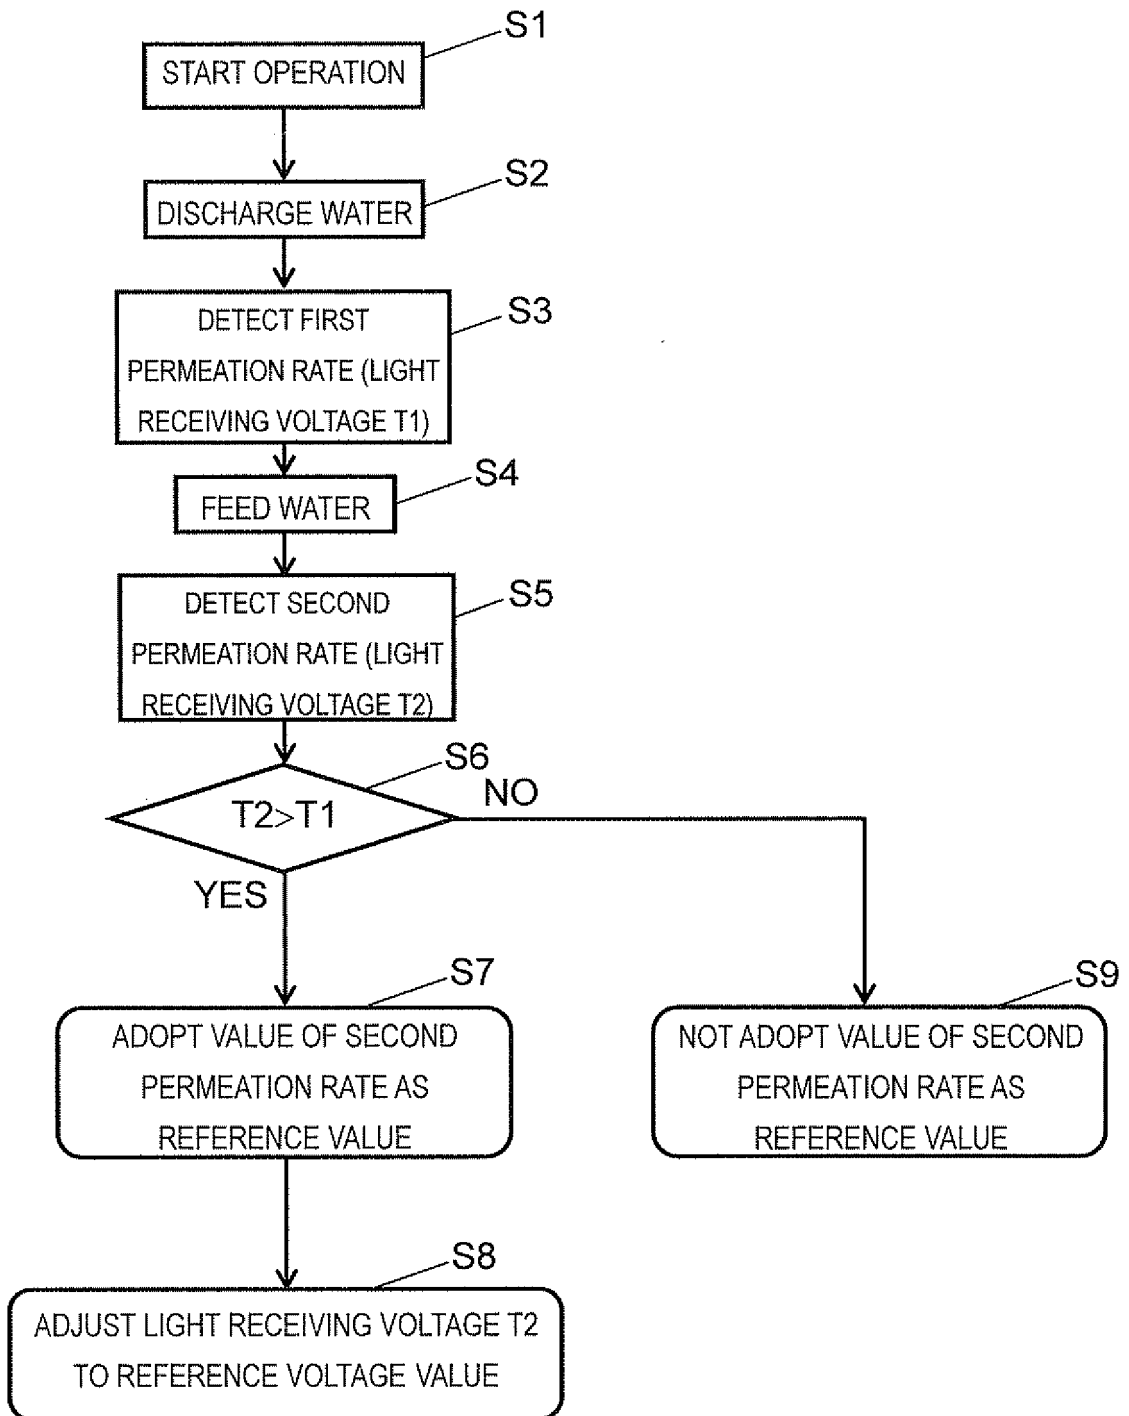 S1
START OPERATION
S2
DISCHARGE WATER
S3
DETECT FIRST
PERMEATION RATE (LIGHT
RECEIVING VOLTAGE T1)
S4
FEED WATER
S5
DETECT SECOND
PERMEATION RATE (LIGHT
RECEIVING VOLTAGE T2)
S6
T2>T1
NO
YES
S7
ADOPT VALUE OF SECOND
PERMEATION RATE AS
REFERENCE VALUE
S9
NOT ADOPT VALUE OF SECOND
PERMEATION RATE AS
REFERENCE VALUE
S8
ADJUST LIGHT RECEIVING VOLTAGE T2
TO REFERENCE VOLTAGE VALUE